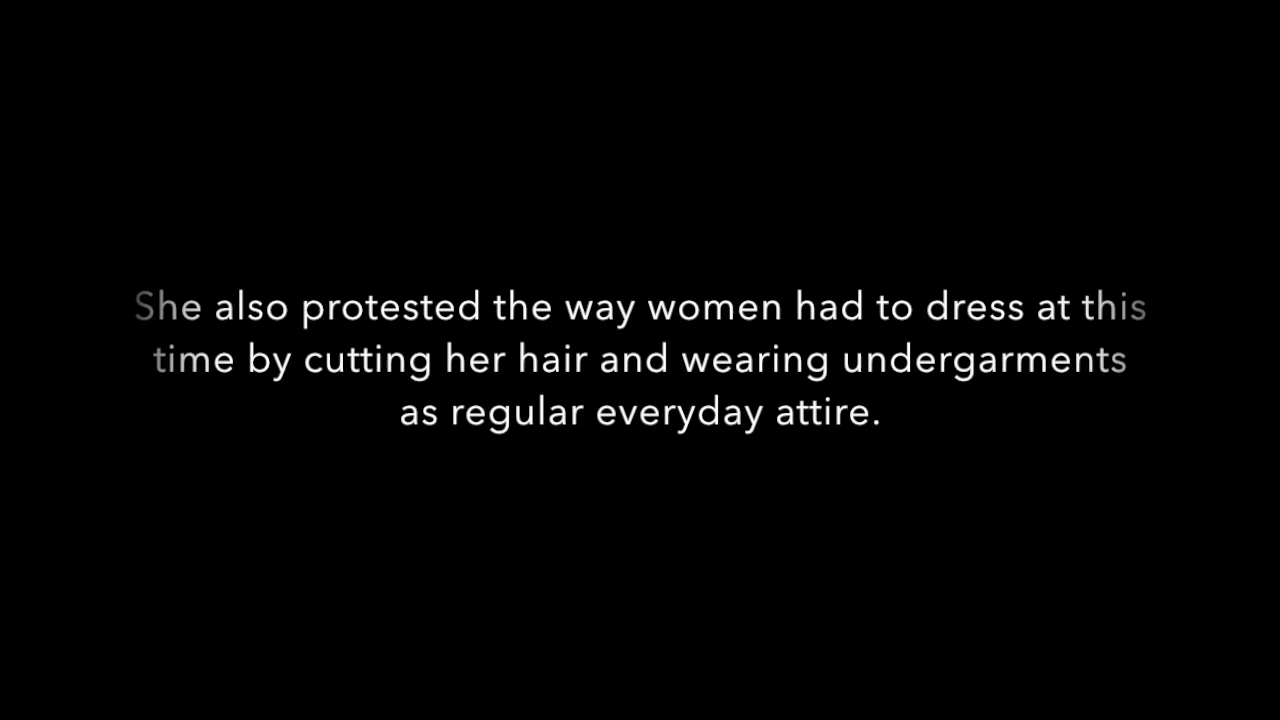 She also protested the way women had to dress at this
time by cutting her hair and wearing undergarments
as regular everyday attire.